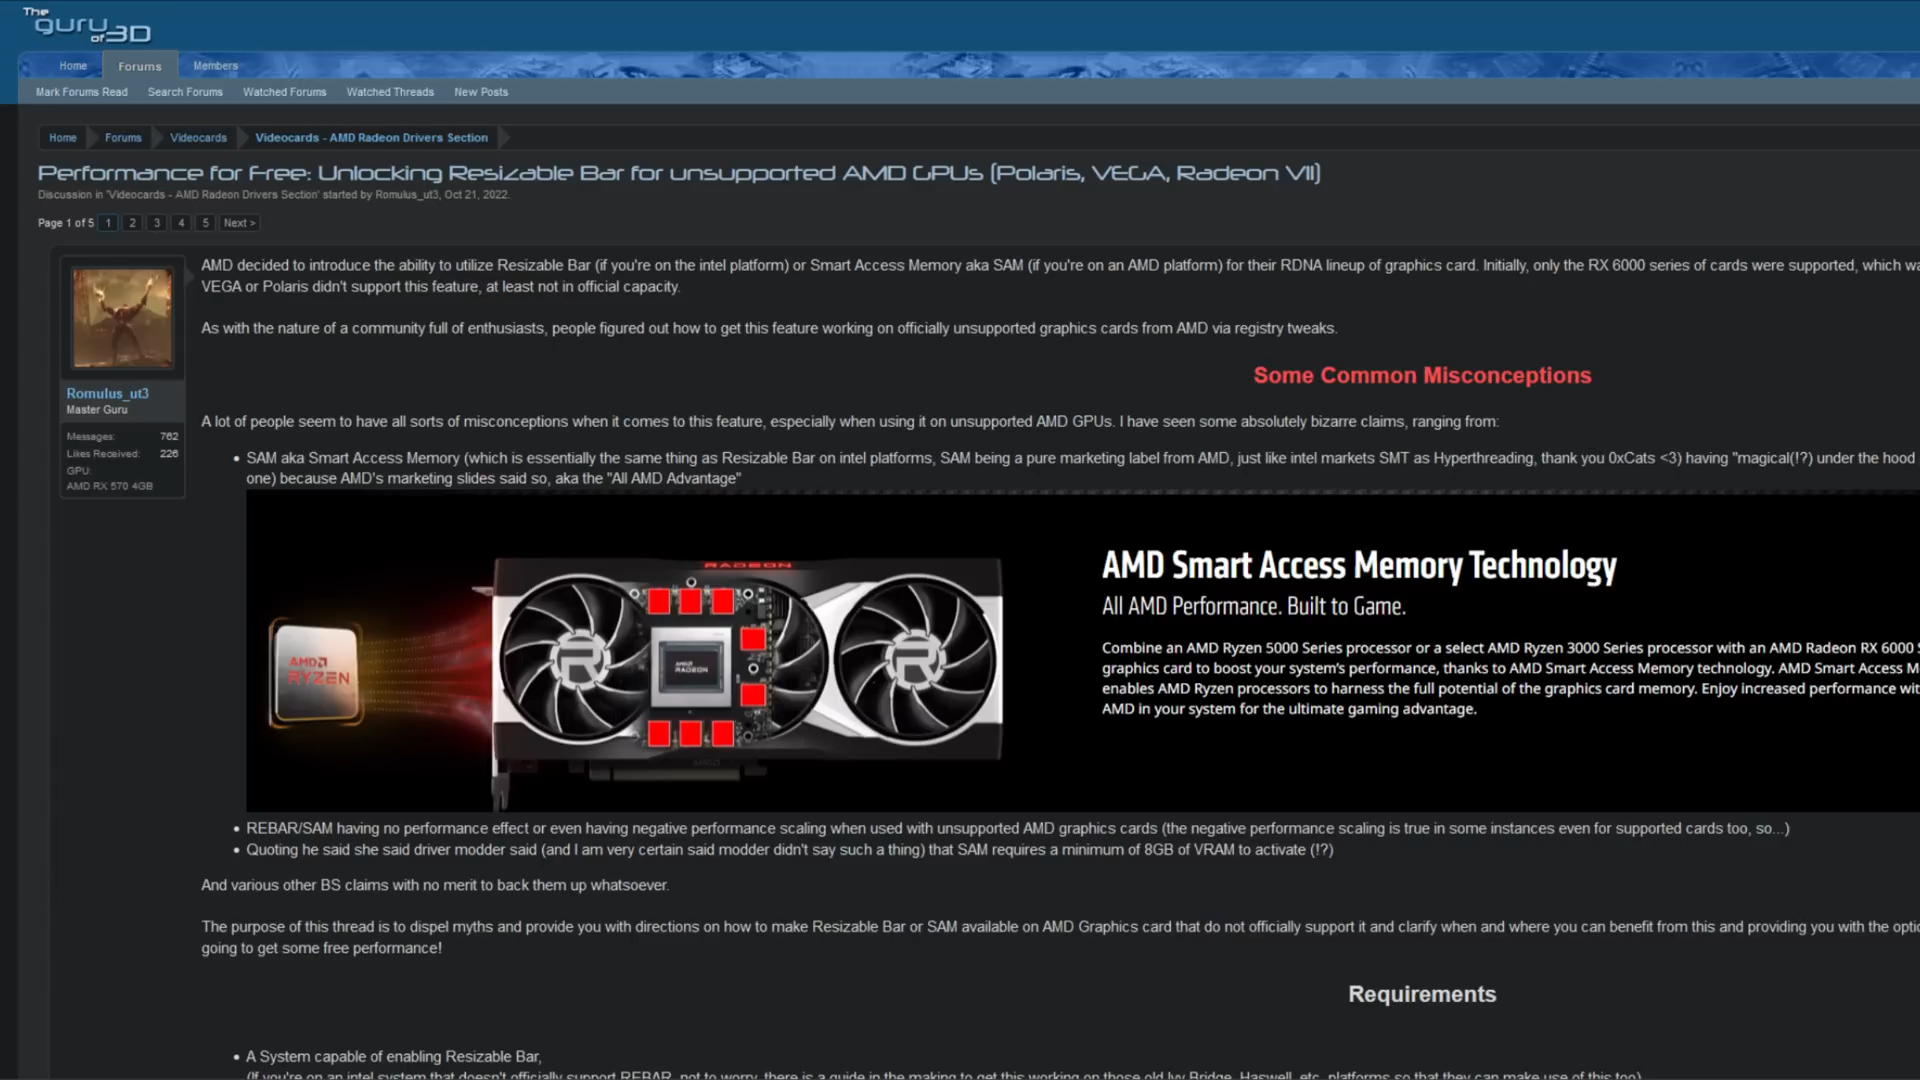 The
guru
of 3D
Home Forums Members
Mark Forums Read Search Forums Watched Forums Watched Threads New Posts
Home Forums Videocards Videocards - AMD Radeon Drivers Section
Performance for Free: Unlocking Resizable Bar for unsupported AMD GPUs (Polaris, VEGA, Radeon VII)
Discussion in 'Videocards - AMD Radeon Drivers Section' started by Romulus_ut3, Oct 21, 2022.
Page 1 of 5 1 2 3 4 5 Next >
Romulus_ut3
Master Guru
Messages: 762
Likes Received: 226
GPU:
AMD RX 570 4GB
AMD decided to introduce the ability to utilize Resizable Bar (if you're on the intel platform) or Smart Access Memory aka SAM (if you're on an AMD platform) for their RDNA lineup of graphics card. Initially, only the RX 6000 series of cards were supported, which
VEGA or Polaris didn't support this feature, at least not in official capacity.
As with the nature of a community full of enthusiasts, people figured out how to get this feature working on officially unsupported graphics cards from AMD via registry tweaks.
Some Common Misconceptions
A lot of people seem to have all sorts of misconceptions when it comes to this feature, especially when using it on unsupported AMD GPUs. I have seen some absolutely bizarre claims, ranging from:
• SAM aka Smart Access Memory (which is essentially the same thing as Resizable Bar on intel platforms, SAM being a pure marketing label from AMD, just like intel markets SMT as Hyperthreading, thank you 0xCats <3) having "magical(!?) under the hood
one) because AMD's marketing slides said so, aka the "All AMD Advantage"
RADEON
AMD
RYZEN
AMD
RADEON
AMD
AMD Smart Access Memory Technology
All AMD Performance. Built to Game.
Combine an AMD Ryzen 5000 Series processor or a select AMD Ryzen 3000 Series processor with an AMD Radeon RX 6000
graphics card to boost your system's performance, thanks to AMD Smart Access Memory technology. AMD Smart Access
enables AMD Ryzen processors to harness the full potential of the graphics card memory. Enjoy increased performance
AMD in your system for the ultimate gaming advantage.
• REBAR/SAM having no performance effect or even having negative performance scaling when used with unsupported AMD graphics cards (the negative performance scaling is true in some instances even for supported cards too, so...)
• Quoting he said she said driver modder said (and I am very certain said modder didn't say such a thing) that SAM requires a minimum of 8GB of VRAM to activate (!?)
And various other BS claims with no merit to back them up whatsoever.
The purpose of this thread is to dispel myths and provide you with directions on how to make Resizable Bar or SAM available on AMD Graphics card that do not officially support it and clarify when and where you can benefit from this and providing you with the
going to get some free performance!
Requirements
• A System capable of enabling Resizable Bar,
(If you're on an intel system that doesn't officially support REBAR, not to worry, there is a guide in the making to get this working on those old Ivy Bridge, Haswell, etc. platforms so that they can make use of this too)